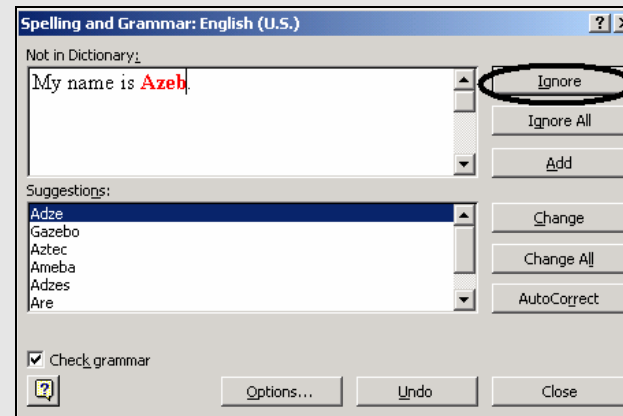 Spelling and Grammar: English (U.S.)
Not in Dictionary:
My name is Azeb.
Ignore
Ignore All
Add
Suggestions:
Adze
Gazebo
Aztec
Ameba
Adzes
Are
Change
Change All
AutoCorrect
Check grammar
Options...
Undo
Close